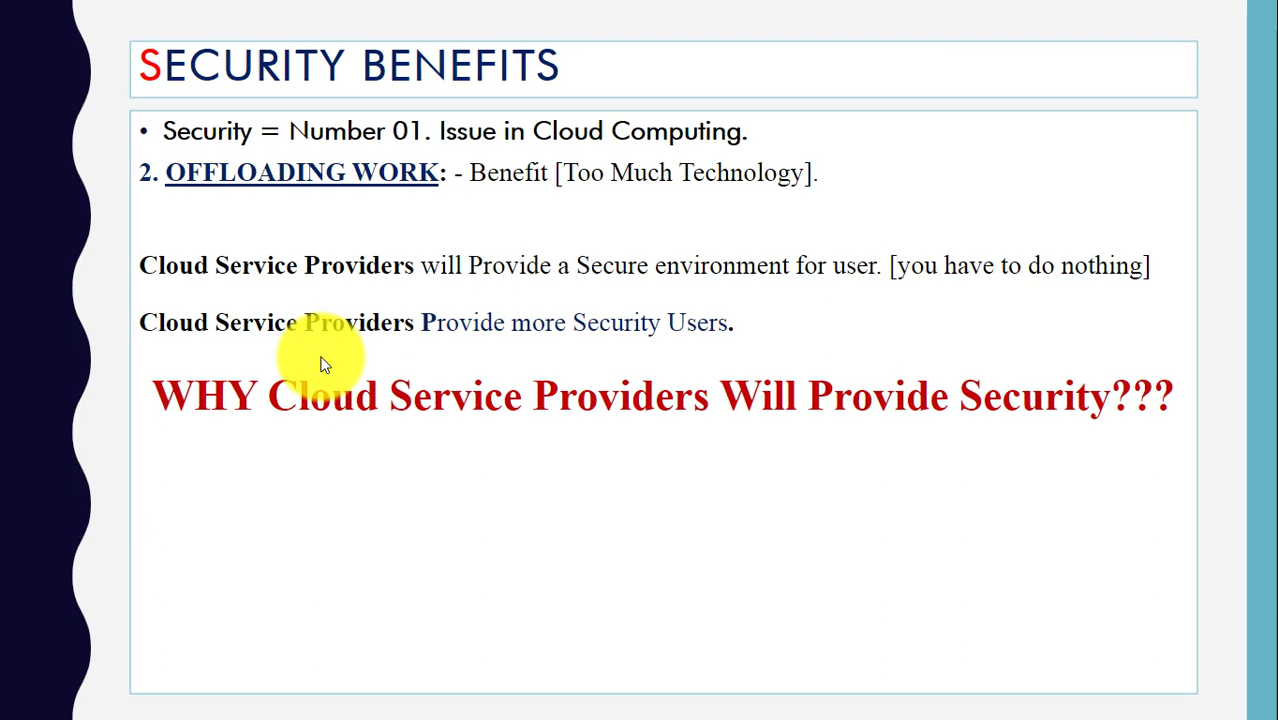 SECURITY BENEFITS
• Security = Number 01. Issue in Cloud Computing.
2. OFFLOADING WORK: - Benefit [Too Much Technology].
Cloud Service Providers will Provide a Secure environment for user. [you have to do nothing]
Cloud Service Providers Provide more Security Users.
WHY Cloud Service Providers Will Provide Security???